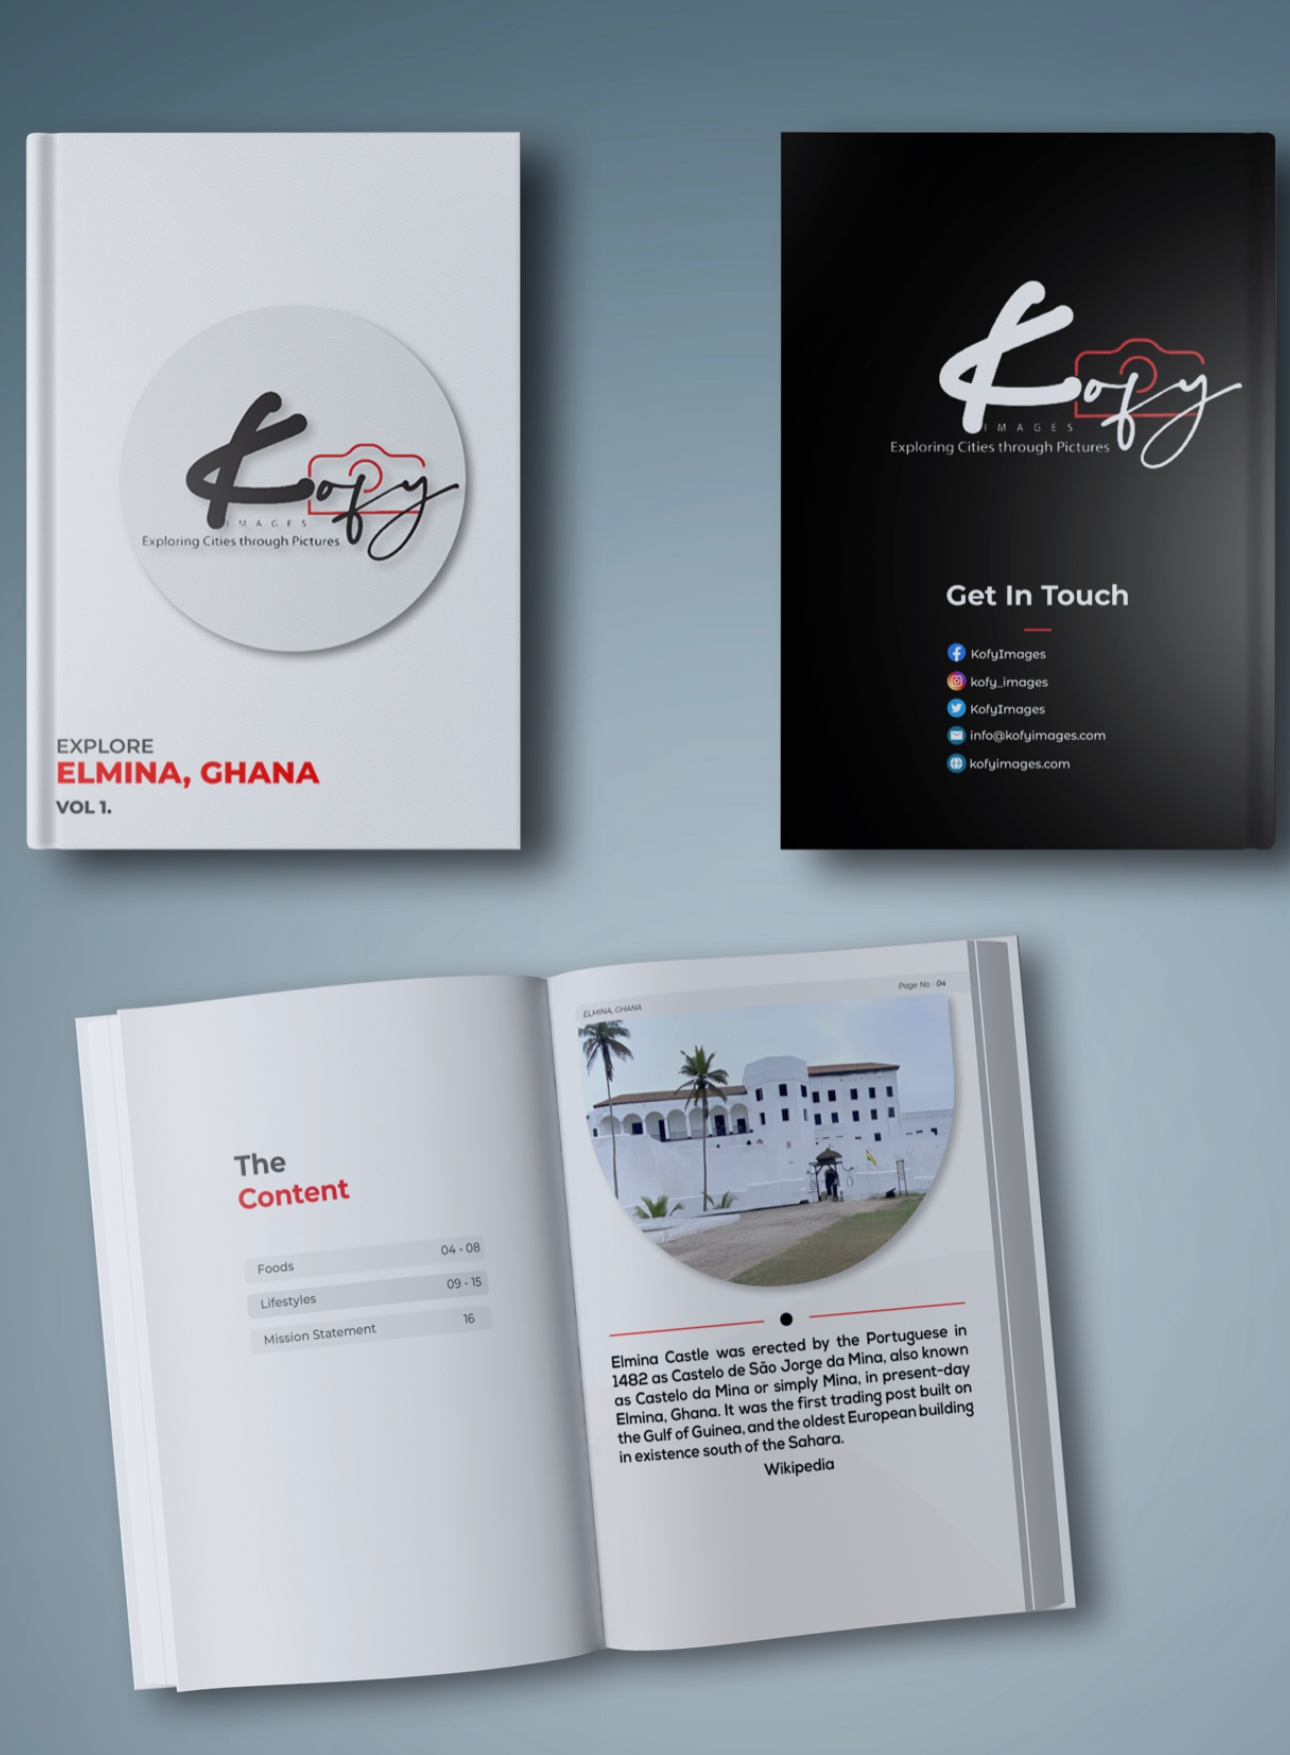 Kofy
IMAGES
Exploring Cities through Pictures
EXPLORE
ELMINA, GHANA
VOL 1.
Kofy
IMAGES
Exploring Cities through Pictures
Get In Touch
KofyImages
kofy_images
KofyImages
info@kofyimages.com
kofyimages.com
The
Content
Foods 04 - 08
Lifestyles 09 - 15
Mission Statement 16
ELMINA, GHANA Page No - 04
Elmina Castle was erected by the Portuguese in
1482 as Castelo de São Jorge da Mina, also known
as Castelo da Mina or simply Mina, in present-day
Elmina, Ghana. It was the first trading post built on
the Gulf of Guinea, and the oldest European building
in existence south of the Sahara.
Wikipedia